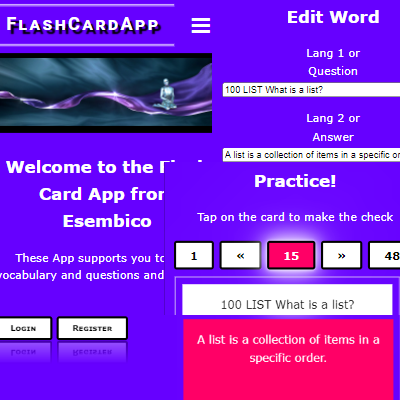 FlashCardApp
Welcome to the
Card App from
Esembico
These App supports you to
vocabulary and questions and
Login
Register
Edit Word
Lang 1 or
Question
100 LIST What is a list?
Lang 2 or
Answer
A list is a collection of items in a specific or
Practice!
Tap on the card to make the check
1 « 15 » 48
100 LIST What is a list?
A list is a collection of items in a
specific order.